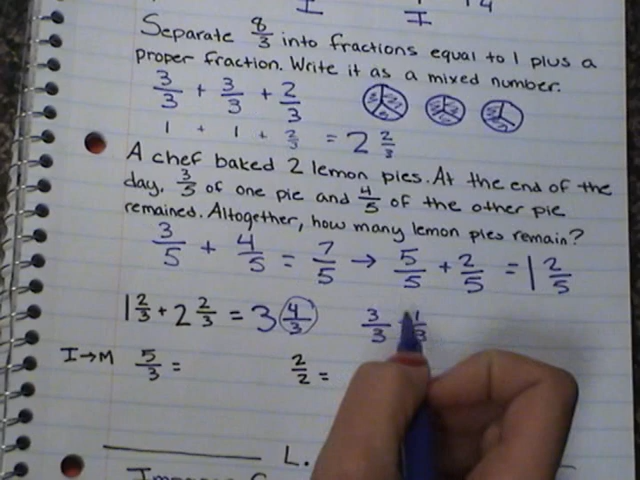 Separate 8/3 into fractions equal to 1 plus a
proper fraction. Write it as a mixed number.
3/3 + 3/3 + 2/3
1 + 1 + 2/3 = 2 2/3
A chef baked 2 lemon pies. At the end of the
day, 3/5 of one pie and 4/5 of the other pie
remained. Altogether, how many lemon pies remain?
3/5 + 4/5 = 7/5 → 5/5 + 2/5 = 1 2/5
1 2/3 + 2 2/3 = 3 4/3 3/3 1/3
I→M 5/3 = 2/2 =
L.